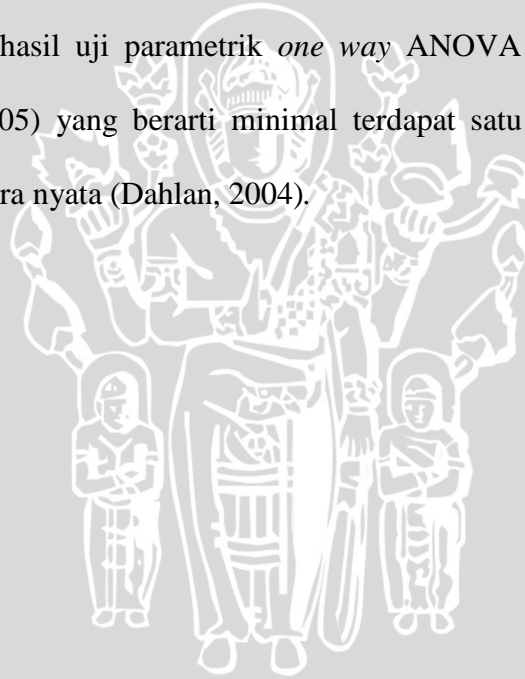 hasil uji parametrik one way ANOVA
05) yang berarti minimal terdapat satu
ra nyata (Dahlan, 2004).